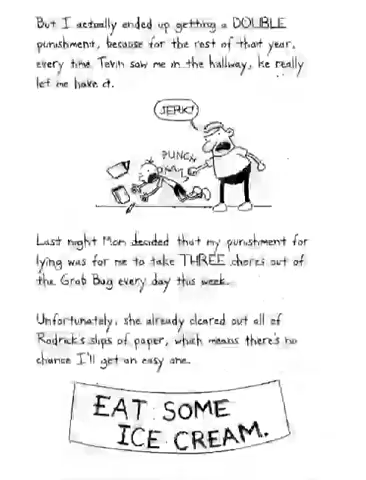 But I actually ended up getting a DOUBLE
punishment, because for the rest of that year,
every time Tevin saw me in the hallway, he really
let me have it.
JERK!
PUNCH
Last night Mom decided that my punishment for
lying was for me to take THREE chores out of
the Grab Bug every day this week.
Unfortunately, she already cleared out all of
Rodrick's slips of paper, which means there's no
chance I'll get an easy one.
EAT SOME
ICE CREAM.